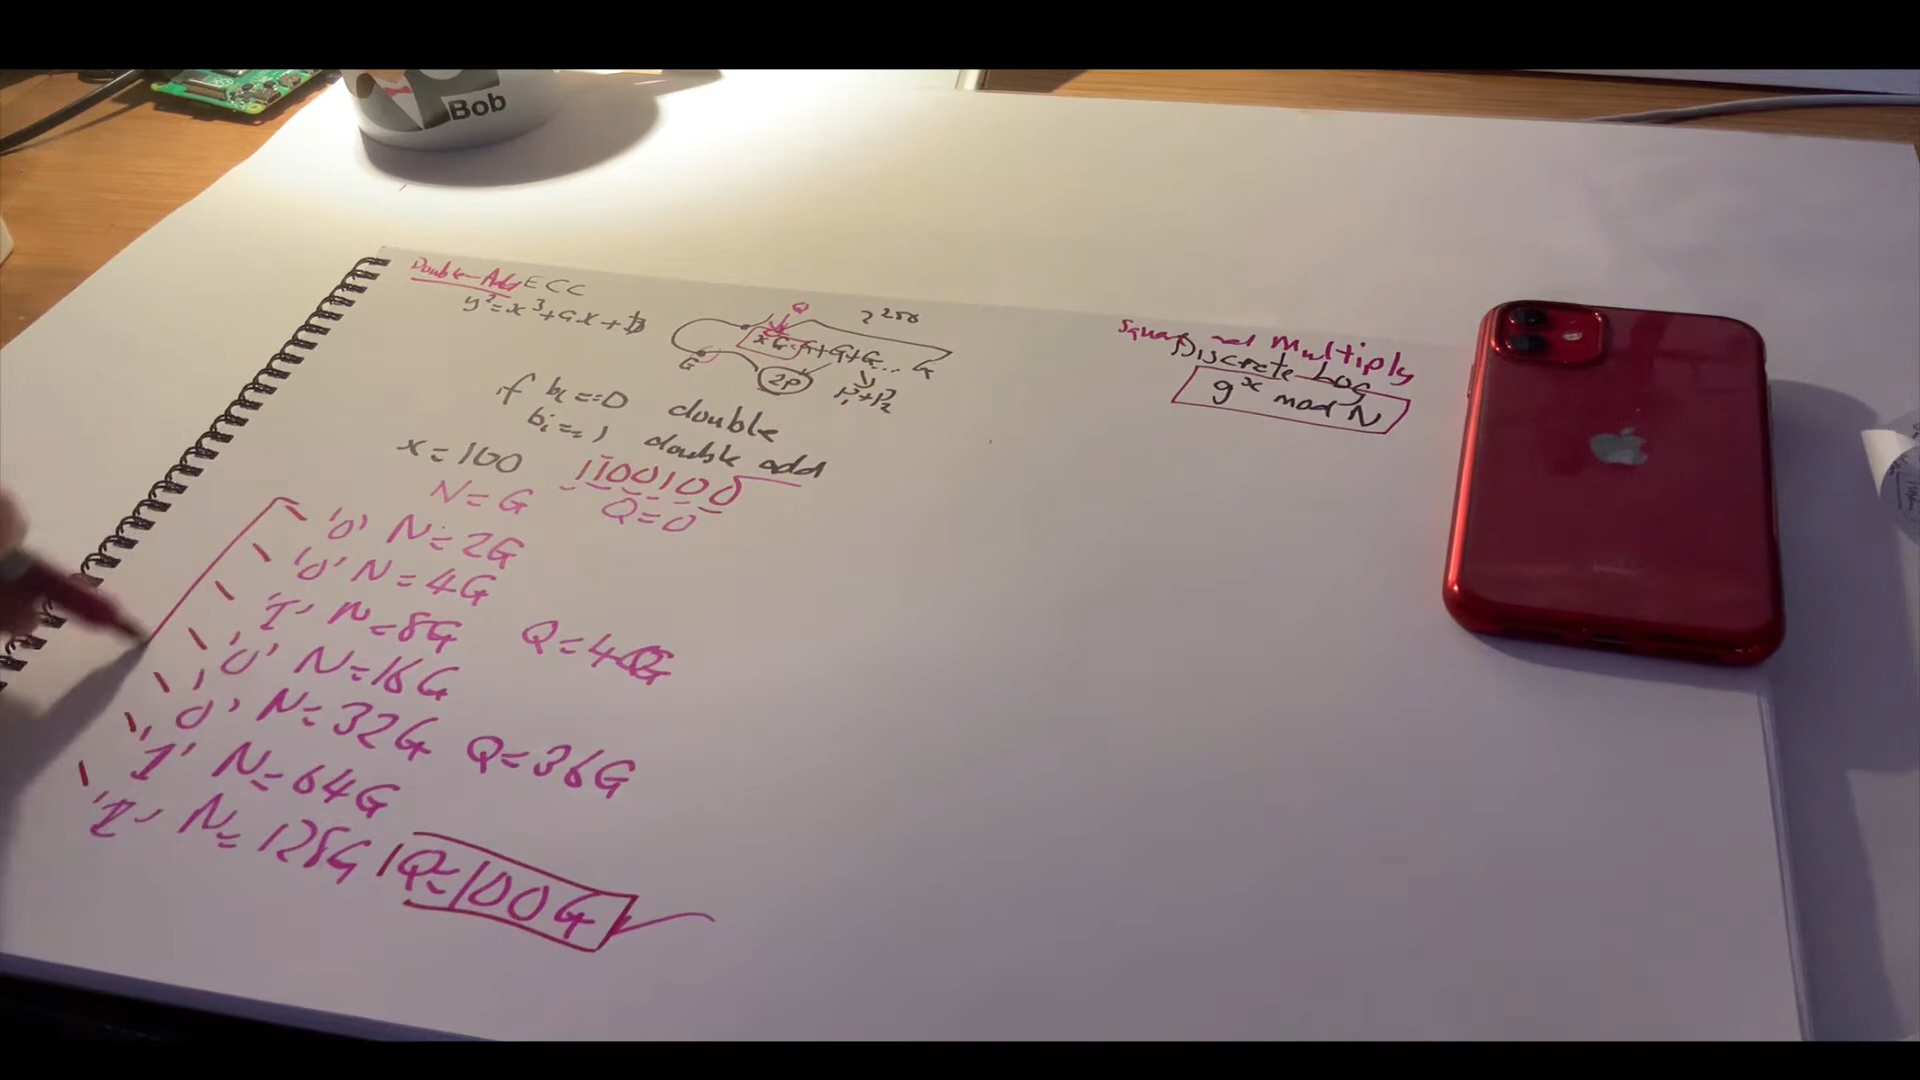 Bob
Double-Add ECC
y²=x³+ax+b
Q
2²⁵⁶
xG=G+G+G... G
G
2P
P₁+P₂
if bi==0 double
bi==1 double add
x=100 1100100
N=G Q=0
'0' N=2G
'0' N=4G
'1' N=8G Q=4G
'0' N=16G
'0' N=32G Q=36G
'1' N=64G
'1' N=128G Q=100G
Square and Multiply
Discrete Log
gˣ mod N